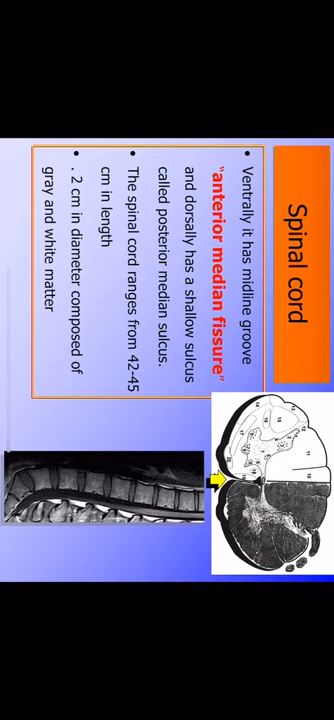 Spinal cord
• Ventrally it has midline groove
"anterior median fissure"
and dorsally has a shallow sulcus
called posterior median sulcus.
• The spinal cord ranges from 42-45
cm in length
• . 2 cm in diameter composed of
gray and white matter